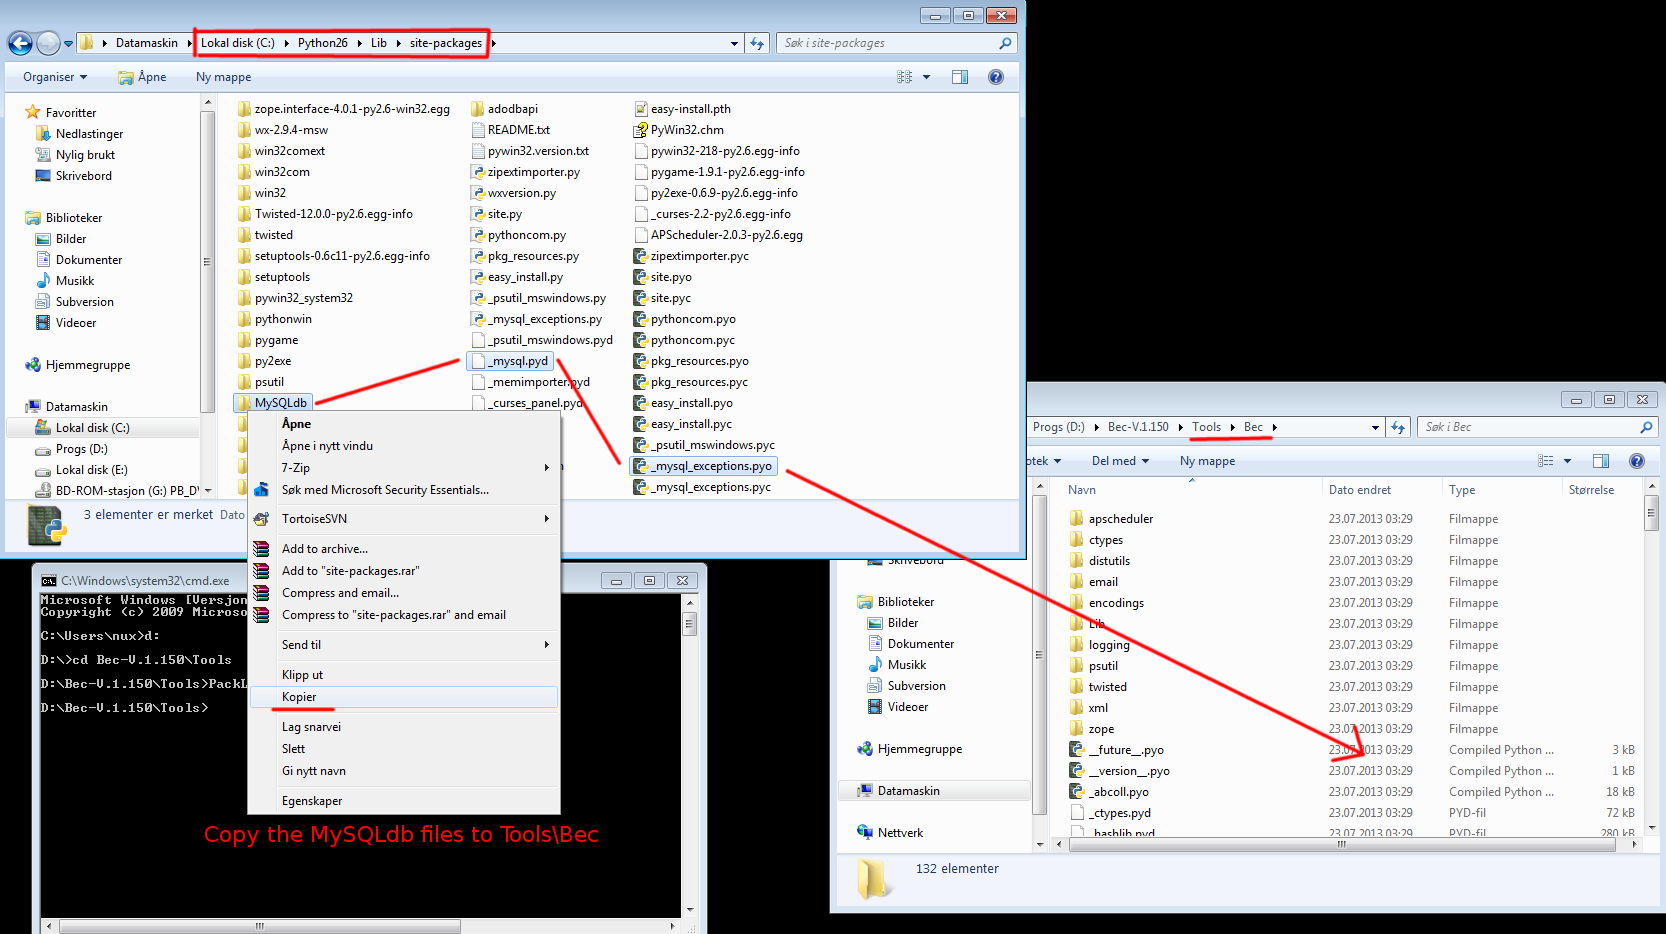 Datamaskin Lokal disk (C:) Python26 Lib site-packages
Søk i site-packages
Organiser Åpne Ny mappe
Favoritter
Nedlastinger
Nylig brukt
Skrivebord
Biblioteker
Bilder
Dokumenter
Musikk
Subversion
Videoer
Hjemmegruppe
Datamaskin
Lokal disk (C:)
Progs (D:)
Lokal disk (E:)
BD-ROM-stasjon (G:) PB_DV
zope.interface-4.0.1-py2.6-win32.egg
wx-2.9.4-msw
win32comext
win32com
win32
Twisted-12.0.0-py2.6.egg-info
twisted
setuptools-0.6c11-py2.6.egg-info
setuptools
pywin32_system32
pythonwin
pygame
py2exe
psutil
MySQLdb
adodbapi
README.txt
pywin32.version.txt
zipextimporter.py
wxversion.py
site.py
pythoncom.py
pkg_resources.py
easy_install.py
_psutil_mswindows.py
_mysql_exceptions.py
_psutil_mswindows.pyd
_mysql.pyd
_memimporter.pyd
_curses_panel.pyd
easy-install.pth
PyWin32.chm
pywin32-218-py2.6.egg-info
pygame-1.9.1-py2.6.egg-info
py2exe-0.6.9-py2.6.egg-info
_curses-2.2-py2.6.egg-info
APScheduler-2.0.3-py2.6.egg
zipextimporter.pyc
site.pyo
site.pyc
pythoncom.pyo
pythoncom.pyc
pkg_resources.pyo
pkg_resources.pyc
easy_install.pyo
easy_install.pyc
_psutil_mswindows.pyc
_mysql_exceptions.pyo
_mysql_exceptions.pyc
3 elementer er merket Dato
Åpne
Åpne i nytt vindu
7-Zip
Søk med Microsoft Security Essentials...
TortoiseSVN
Add to archive...
Add to "site-packages.rar"
Compress and email...
Compress to "site-packages.rar" and email
Send til
Klipp ut
Kopier
Lag snarvei
Slett
Gi nytt navn
Egenskaper
C:\Windows\system32\cmd.exe
Microsoft Windows [Versjon
Copyright (c) 2009 Microso
C:\Users\nux>d:
D:\>cd Bec-V.1.150\Tools
D:\Bec-V.1.150\Tools>PackL
D:\Bec-V.1.150\Tools>
Copy the MySQLdb files to Tools\Bec
Progs (D:) Bec-V.1.150 Tools Bec
Søk i Bec
otek Del med Ny mappe
Skrivebord
Biblioteker
Bilder
Dokumenter
Musikk
Subversion
Videoer
Hjemmegruppe
Datamaskin
Nettverk
Navn Dato endret Type Størrelse
apscheduler 23.07.2013 03:29 Filmappe
ctypes 23.07.2013 03:29 Filmappe
distutils 23.07.2013 03:29 Filmappe
email 23.07.2013 03:29 Filmappe
encodings 23.07.2013 03:29 Filmappe
Lib 23.07.2013 03:29 Filmappe
logging 23.07.2013 03:29 Filmappe
psutil 23.07.2013 03:29 Filmappe
twisted 23.07.2013 03:29 Filmappe
xml 23.07.2013 03:29 Filmappe
zope 23.07.2013 03:29 Filmappe
__future__.pyo 23.07.2013 03:29 Compiled Python ... 3 kB
__version__.pyo 23.07.2013 03:29 Compiled Python ... 1 kB
_abcoll.pyo 23.07.2013 03:29 Compiled Python ... 18 kB
_ctypes.pyd 23.07.2013 03:29 PYD-fil 72 kB
_hashlib.pyd 23.07.2013 03:29 PYD-fil 280 kB
132 elementer